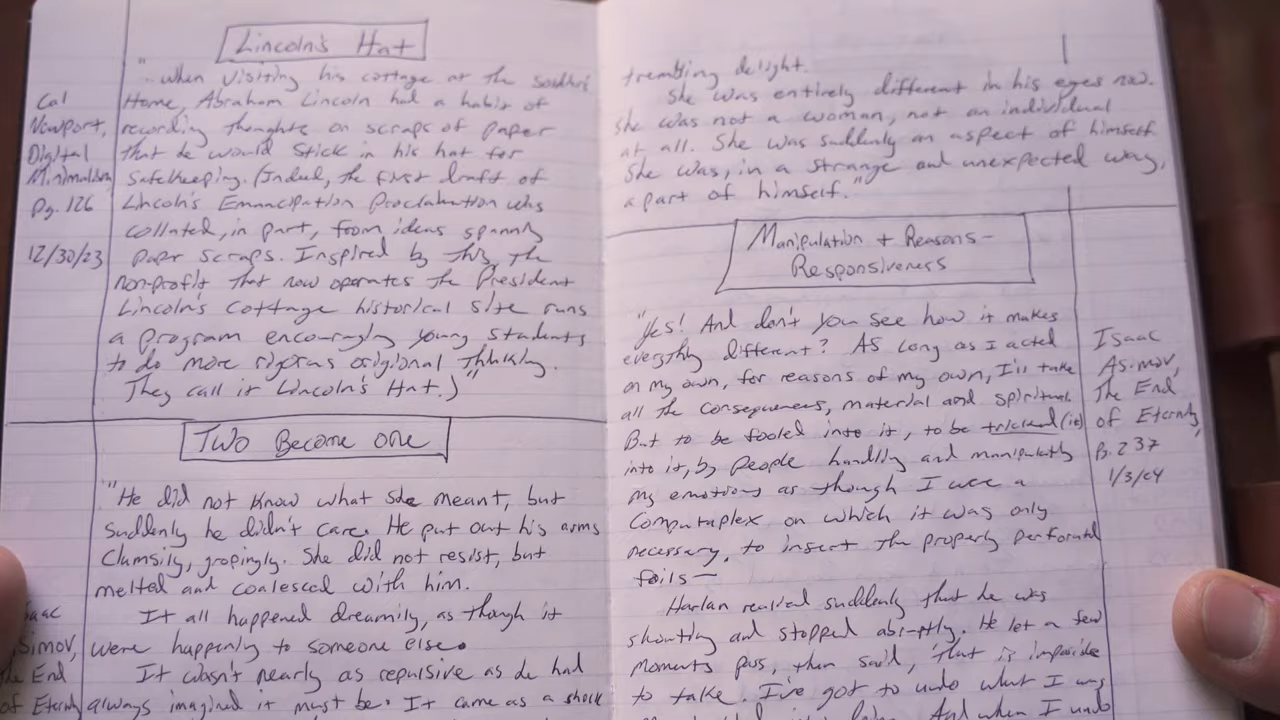 Lincoln's Hat
"...when visiting his cottage at the Soldiers
Home, Abraham Lincoln had a habit of
recording thoughts on scraps of paper
that he would stick in his hat for
safekeeping. (Indeed, the first draft of
Lincoln's Emancipation Proclamation was
collated, in part, from ideas spanning
paper scraps. Inspired by this, the
non-profit that now operates the President
Lincoln's cottage historical site runs
a program encouraging young students
to do more rigorous origional thinking.
They call it Lincoln's Hat.)"
Cal
Newport,
Digital
Minimalism
Pg. 126
12/30/23
Two Become one
"He did not know what she meant, but
suddenly he didn't care. He put out his arms
clumsily, gropingly. She did not resist, but
melted and coalesced with him.
It all happened dreamily, as though it
were happening to someone else.
It wasn't nearly as repulsive as he had
always imagined it must be. It came as a shock
saac
simov,
the End
of Eternity
trembling delight.
She was entirely different in his eyes now.
She was not a woman, not an individual
at all. She was suddenly an aspect of himself.
She was, in a strange and unexpected way,
a part of himself."
Manipulation + Reasons-
Responsiveness
"Yes! And don't you see how it makes
everything different? As long as I acted
on my own, for reasons of my own, I'll take
all the consequences, material and spiritual.
But to be fooled into it, to be tricked (it)
into it, by people handling and manipulating
my emotions as though I were a
Computaplex on which it was only
necessary, to insert the properly perforated
foils—
Harlan realized suddenly that he was
shouting and stopped abruptly. He let a few
moments pass, then said, 'That is impossible
to take. I've got to undo what I was
And when I undo
Isaac
Asimov,
The End
of Eternity,
P. 237
1/3/24